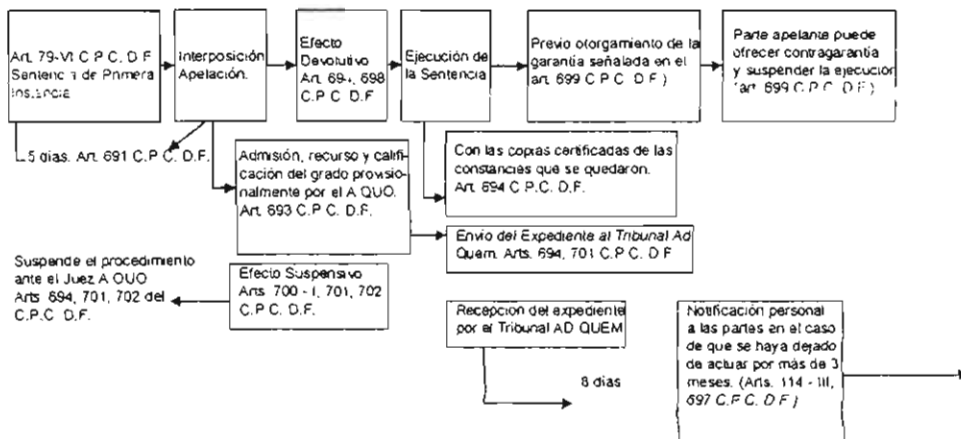 Art. 79-VI C P C. D F
Sentencia de Primera
Instancia
Interposición
Apelación.
Efecto
Devolutivo
Art. 694, 698
C.P C D.F
Ejecución de
la Sentencia
Previo otorgamiento de la
garantía señalada en el
art 699 C P C D F )
Parte apelante puede
ofrecer contragarantía
y suspender la ejecución
(art 699 C P C. D F )
5 días. Art. 691 C.P C. D.F.
Admisión, recurso y califi-
cación del grado provisio-
nalmente por el A QUO.
Art. 693 C.P C. D.F.
Con las copias certificadas de las
constancies que se quedaron.
Art. 694 C P.C. D.F.
Envio del Expediente al Tribunal Ad
Quem. Arts. 694, 701 C.P C. D F
Suspende el procedimiento
ante el Juez A QUO
Arts 694, 701, 702 del
C.P.C D.F.
Efecto Suspensivo
Arts 700 - I, 701, 702
C.P C. D.F.
Recepcion del expediente
por el Tribunal AD QUEM
8 dias
Notificación personal
a las partes en el caso
de que se haya dejado
de actuar por más de 3
meses. (Arts. 114 - III,
697 C.F C. D F )